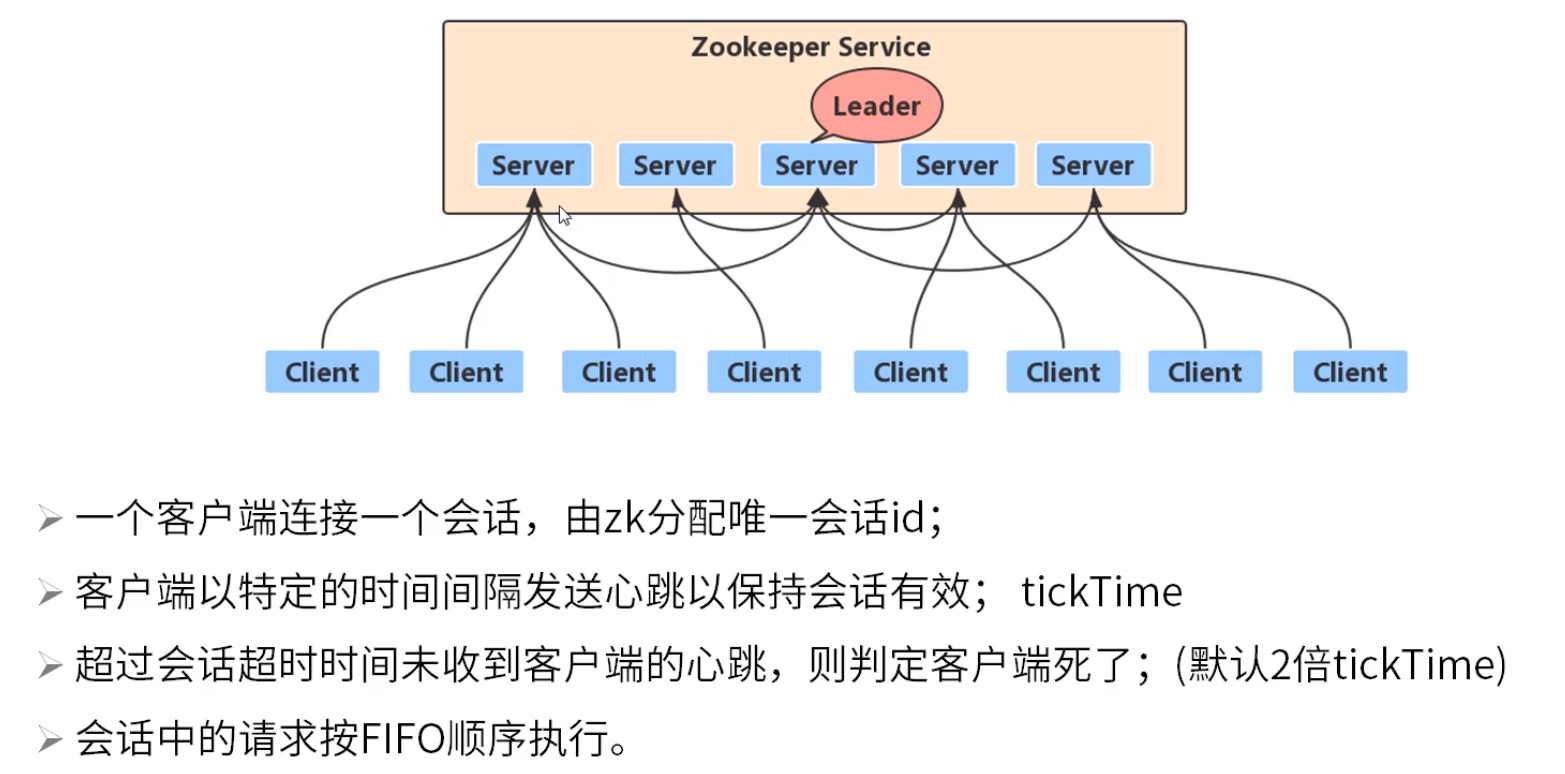 Zookeeper Service
Leader
Server Server Server Server Server
Client Client Client Client Client Client Client Client
一个客户端连接一个会话，由zk分配唯一会话id；
客户端以特定的时间间隔发送心跳以保持会话有效； tickTime
超过会话超时时间未收到客户端的心跳，则判定客户端死了；(默认2倍tickTime)
会话中的请求按FIFO顺序执行。